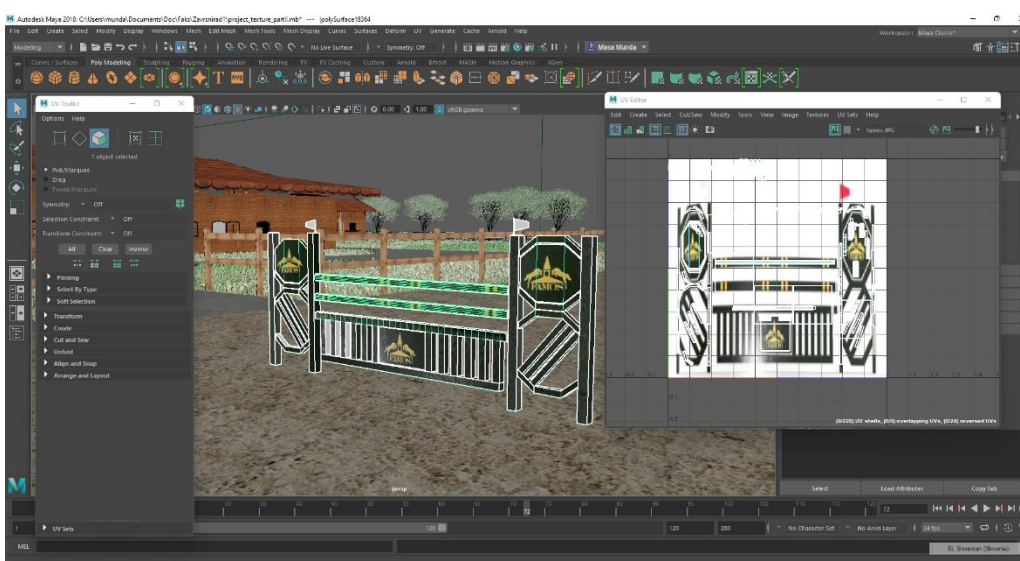 Autodesk Maya 2018: C:\Users\munda\Documents\Doc\Faks\Zavrsnirad1\project_texture_partII.mb* --- |polySurface18364
File Edit Create Select Modify Display Windows Mesh Edit Mesh Mesh Tools Mesh Display Curves Surfaces Deform UV Generate Cache Arnold Help
Workspace: Maya Classic*
Modeling No Live Surface Symmetry: Off Masa Munda
Curves / Surfaces Poly Modeling Sculpting Rigging Animation Rendering FX FX Caching Custom Arnold Bifrost MASH Motion Graphics XGen
UV Toolkit
Options Help
1 object selected
Pick/Marquee
Drag
Tweak/Marquee
Symmetry: Off
Selection Constraint: Off
Transform Constraint: Off
All Clear Inverse
Pinning
Select By Type
Soft Selection
Transform
Create
Cut and Sew
Unfold
Align and Snap
Arrange and Layout
UV Sets
0.00 1.00 sRGB gamma
FAMOS
FAMOS
FAMOS
persp
UV Editor
Edit Create Select Cut/Sew Modify Tools View Image Textures UV Sets Help
famos.JPG
(0/226) UV shells, (0/0) overlapping UVs, (0/28) reversed UVs
Select Load Attributes Copy Tab
72
72
1 120 120 200 No Character Set No Anim Layer 24 fps
MEL
SL Slovenian (Slovenia)